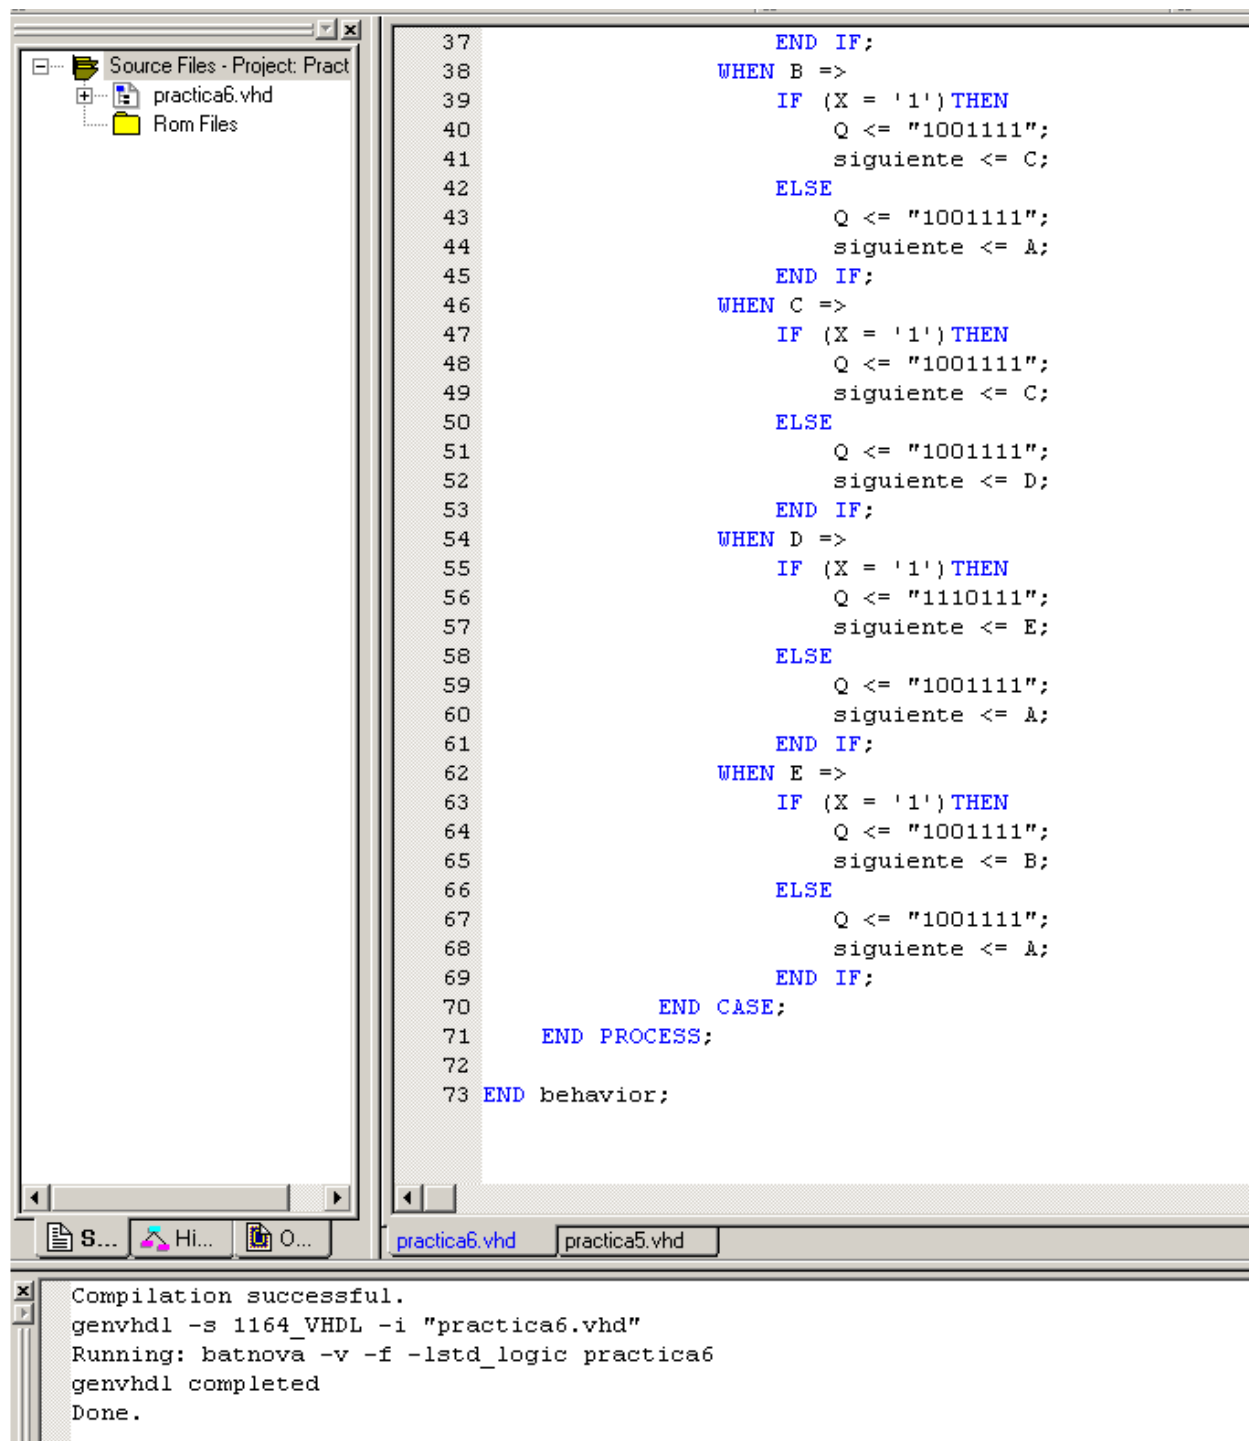 Source Files - Project: Pract
practica6.vhd
Rom Files
37 END IF;
38 WHEN B =>
39 IF (X = '1')THEN
40 Q <= "1001111";
41 siguiente <= C;
42 ELSE
43 Q <= "1001111";
44 siguiente <= A;
45 END IF;
46 WHEN C =>
47 IF (X = '1')THEN
48 Q <= "1001111";
49 siguiente <= C;
50 ELSE
51 Q <= "1001111";
52 siguiente <= D;
53 END IF;
54 WHEN D =>
55 IF (X = '1')THEN
56 Q <= "1110111";
57 siguiente <= E;
58 ELSE
59 Q <= "1001111";
60 siguiente <= A;
61 END IF;
62 WHEN E =>
63 IF (X = '1')THEN
64 Q <= "1001111";
65 siguiente <= B;
66 ELSE
67 Q <= "1001111";
68 siguiente <= A;
69 END IF;
70 END CASE;
71 END PROCESS;
72
73 END behavior;
S... Hi... O...
practica6.vhd practica5.vhd
Compilation successful.
genvhdl -s 1164_VHDL -i "practica6.vhd"
Running: batnova -v -f -lstd_logic practica6
genvhdl completed
Done.